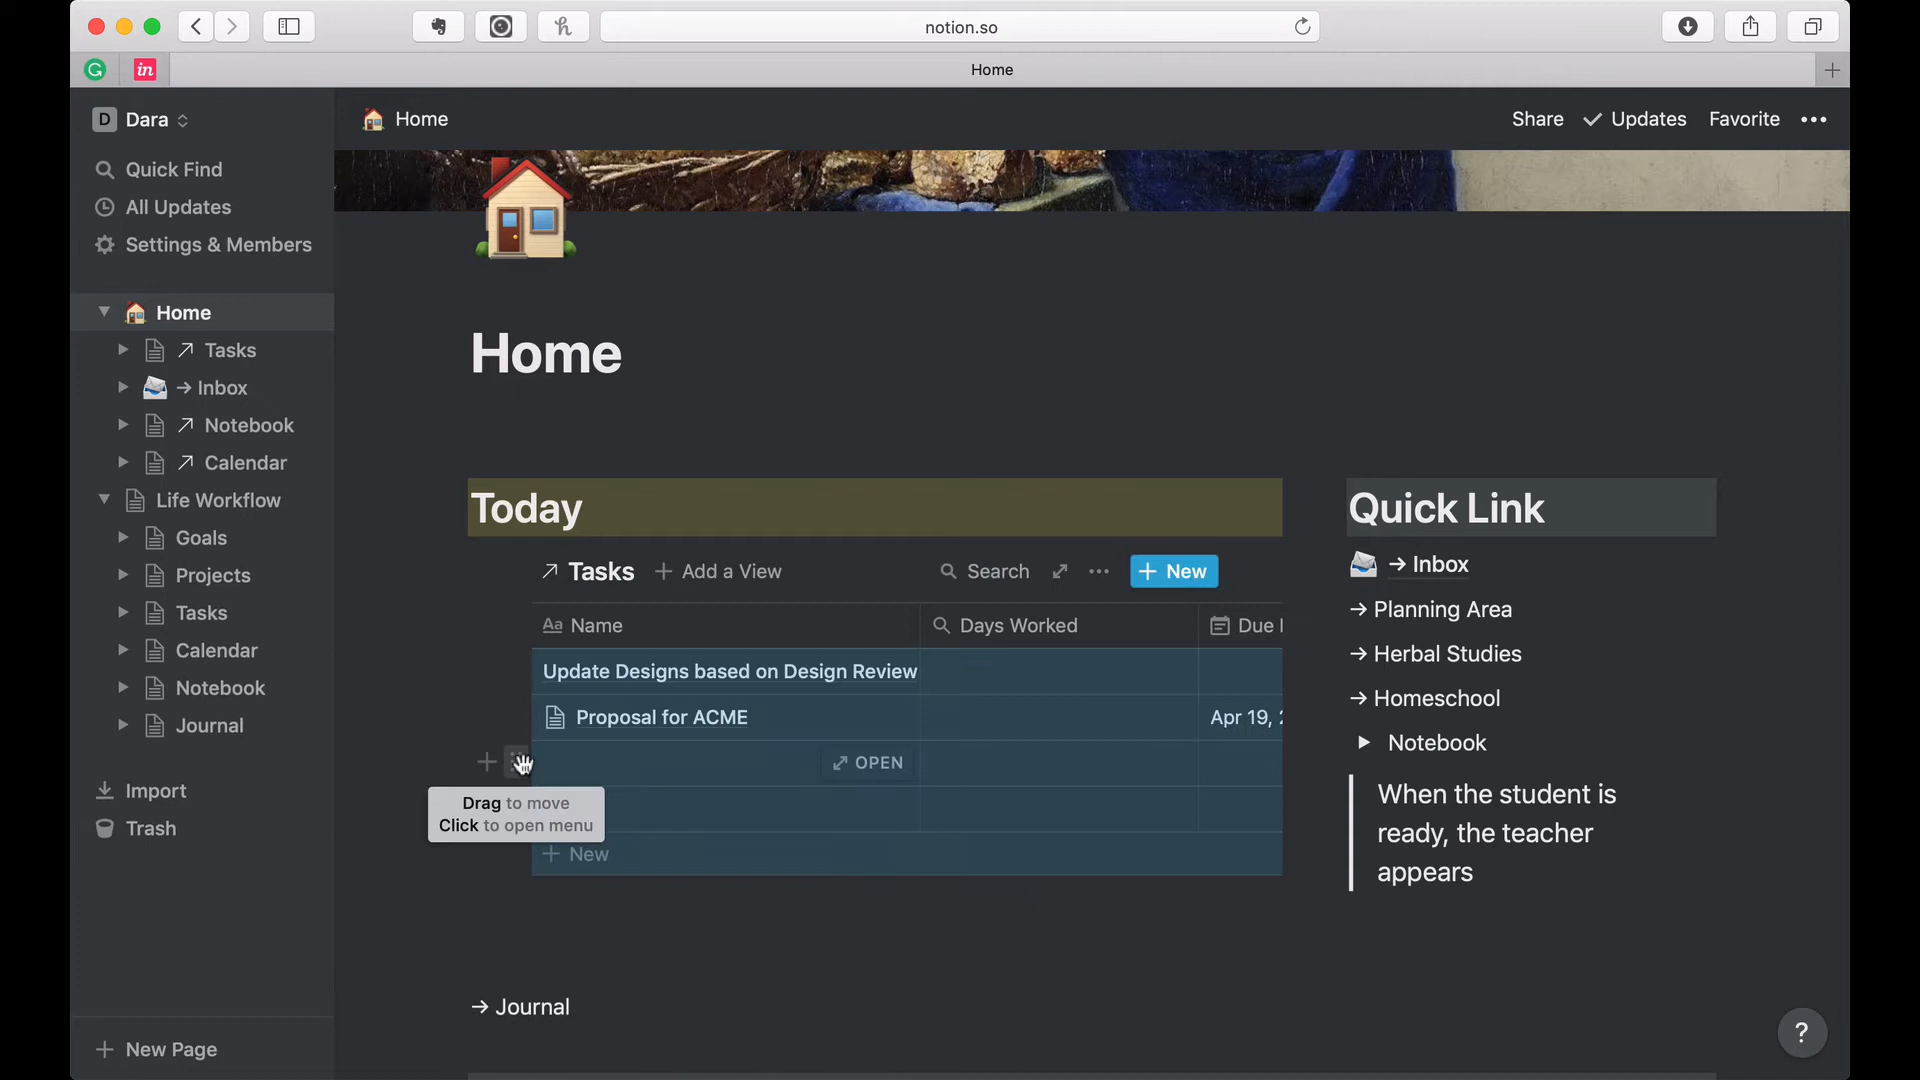 notion.so
Home
D Dara
Home
Share
Updates
Favorite
Quick Find
All Updates
Settings & Members
Home
Tasks
→ Inbox
Notebook
Calendar
Life Workflow
Goals
Projects
Tasks
Calendar
Notebook
Journal
Import
Trash
New Page
Home
Today
Tasks
Add a View
Search
New
Aa Name
Days Worked
Due
Update Designs based on Design Review
Proposal for ACME
Apr 19,
OPEN
Drag to move
Click to open menu
New
→ Journal
Quick Link
→ Inbox
→ Planning Area
→ Herbal Studies
→ Homeschool
Notebook
When the student is
ready, the teacher
appears
?